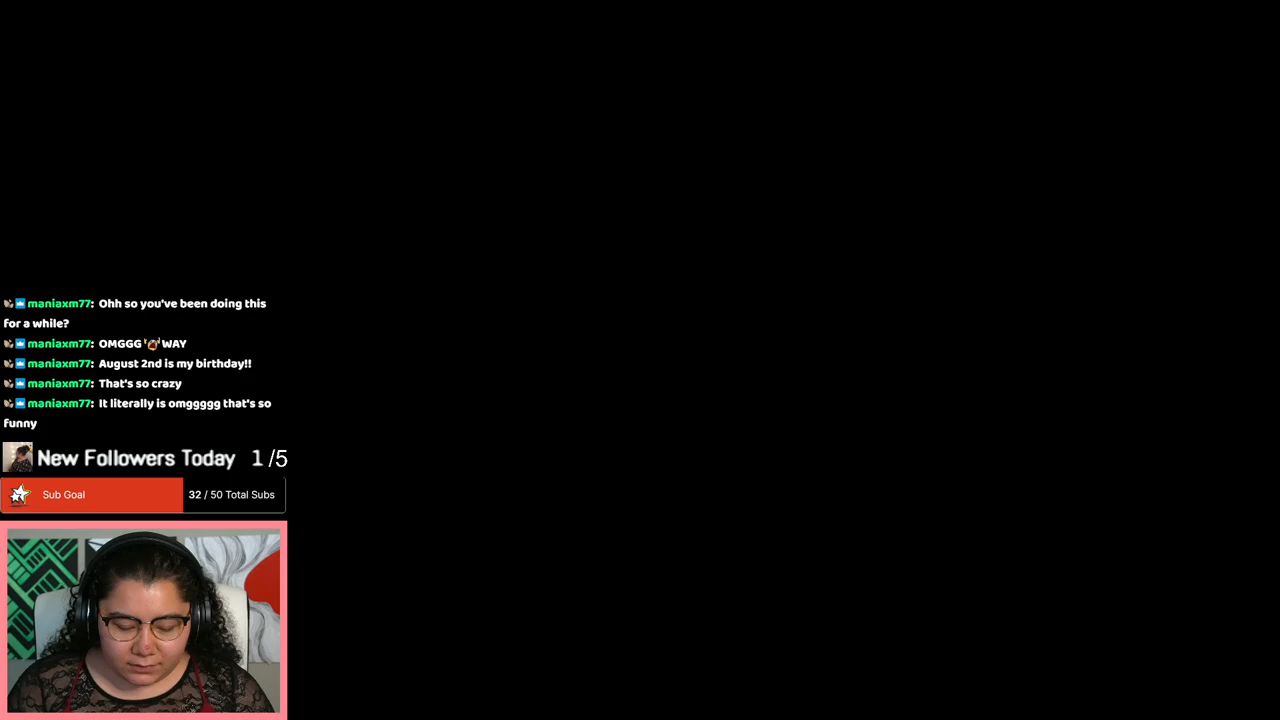 maniaxm77: Ohh so you've been doing this
for a while?
maniaxm77: OMGGG WAY
maniaxm77: August 2nd is my birthday!!
maniaxm77: That's so crazy
maniaxm77: It literally is omggggg that's so
funny
New Followers Today 1 /5
Sub Goal 32 / 50 Total Subs